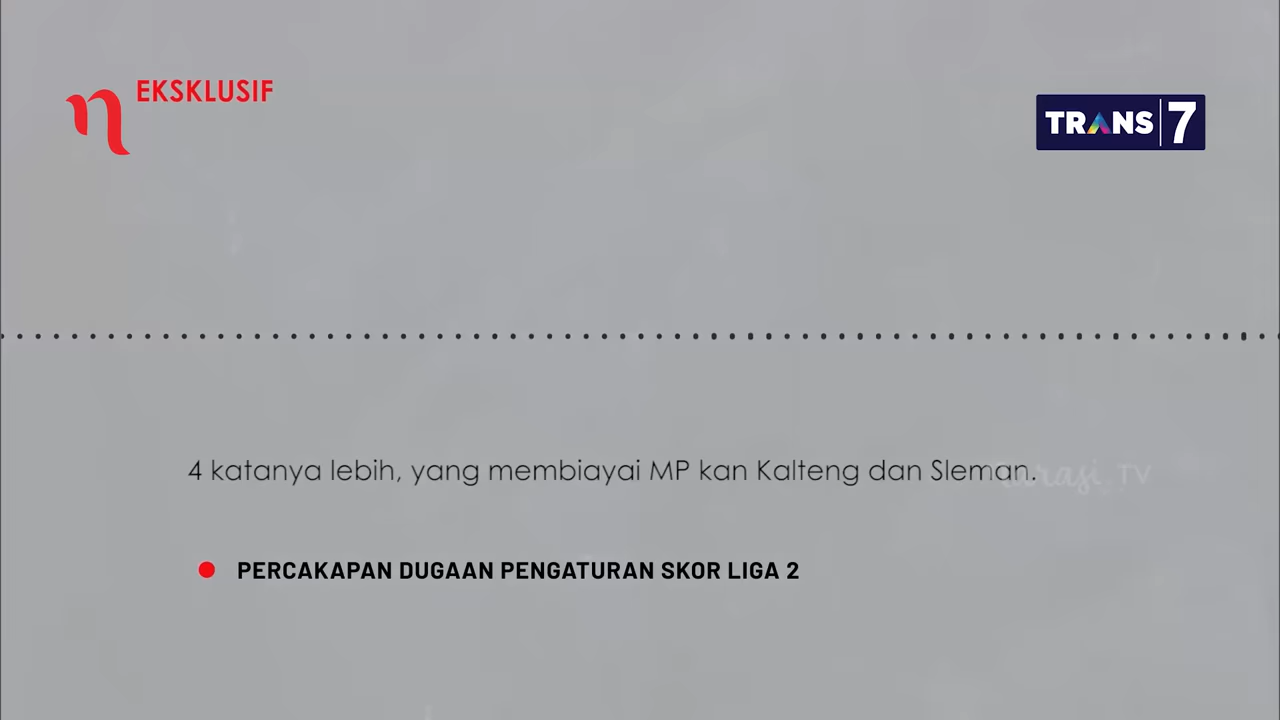 n EKSKLUSIF
TRANS 7
4 katanya lebih, yang membiayai MP kan Kalteng dan Sleman.
TV
PERCAKAPAN DUGAAN PENGATURAN SKOR LIGA 2